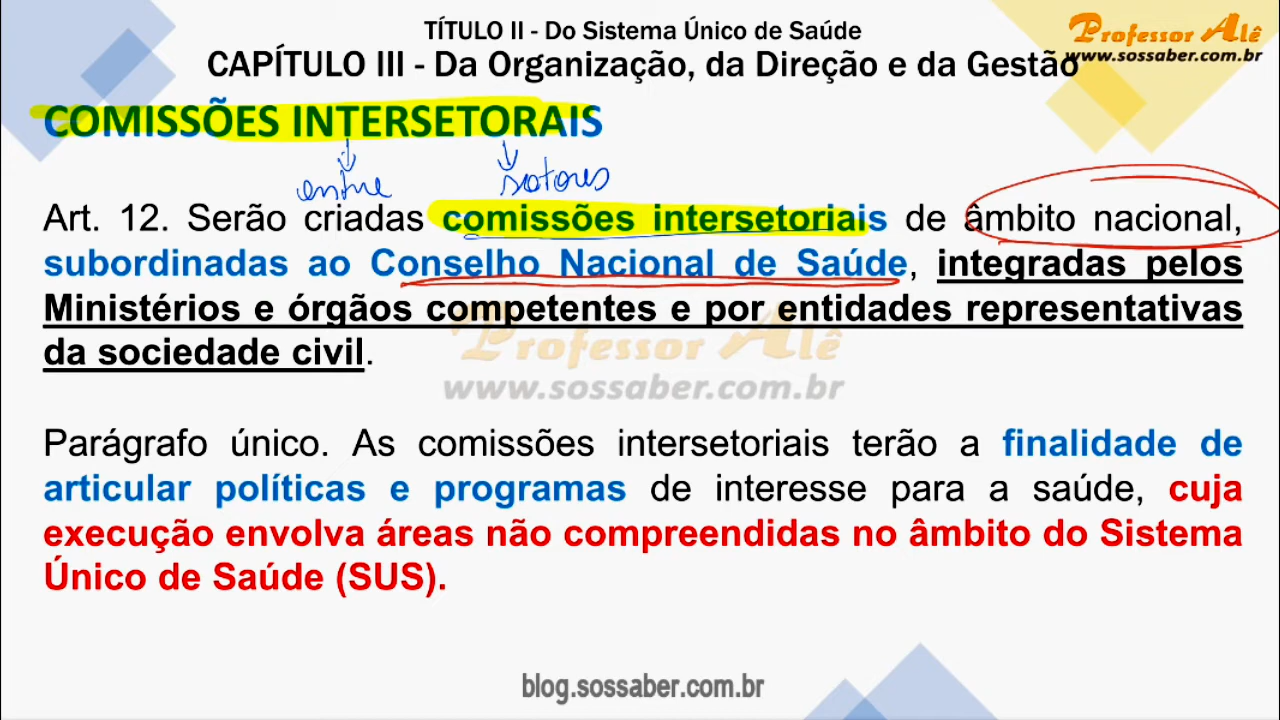 TÍTULO II - Do Sistema Único de Saúde
Professor Alê
CAPÍTULO III - Da Organização, da Direção e da Gestão
www.sossaber.com.br
COMISSÕES INTERSETORAIS
entre setores
Art. 12. Serão criadas comissões intersetoriais de âmbito nacional,
subordinadas ao Conselho Nacional de Saúde, integradas pelos
Ministérios e órgãos competentes e por entidades representativas
da sociedade civil.
Professor Alê
www.sossaber.com.br
Parágrafo único. As comissões intersetoriais terão a finalidade de
articular políticas e programas de interesse para a saúde, cuja
execução envolva áreas não compreendidas no âmbito do Sistema
Único de Saúde (SUS).
blog.sossaber.com.br